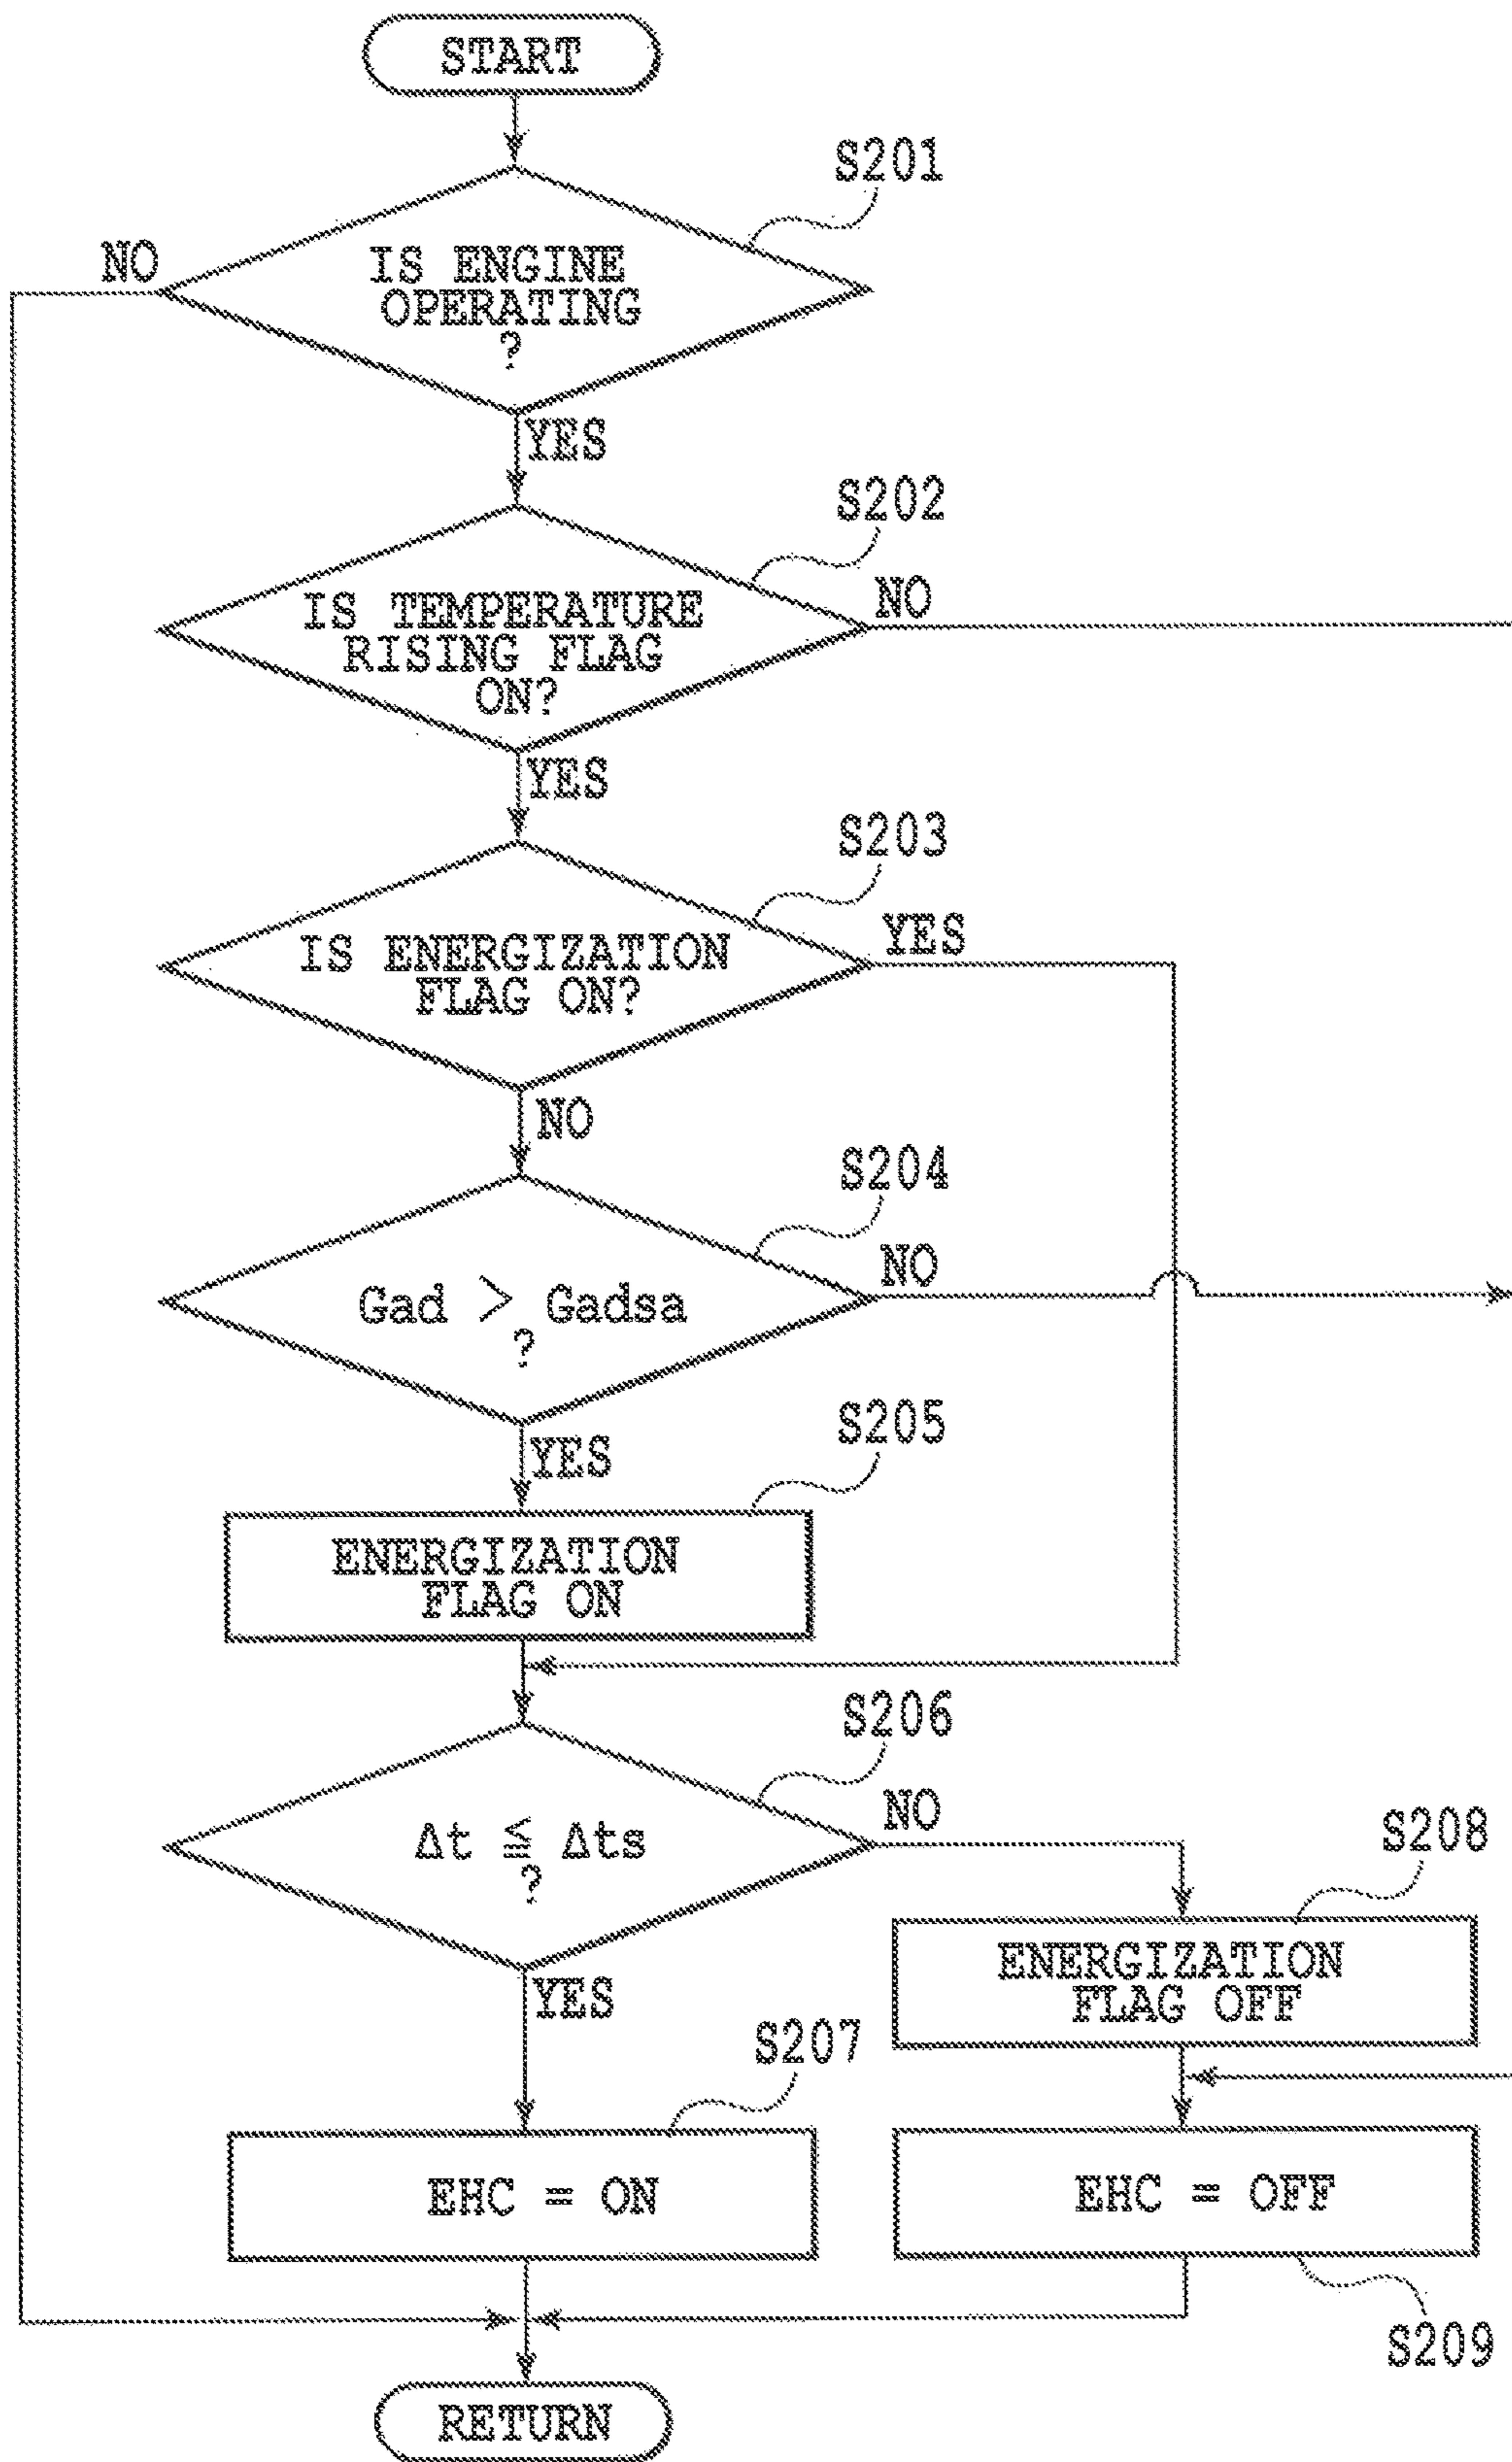 START
S201
NO
IS ENGINE
OPERATING
?
YES
S202
NO
IS TEMPERATURE
RISING FLAG
ON?
YES
S203
YES
IS ENERGIZATION
FLAG ON?
NO
S204
NO
Gad > Gadsa
?
YES
S205
ENERGIZATION
FLAG ON
S206
NO
Δt ≦ Δts
?
YES
S208
ENERGIZATION
FLAG OFF
S207
EHC = ON
EHC = OFF
S209
RETURN